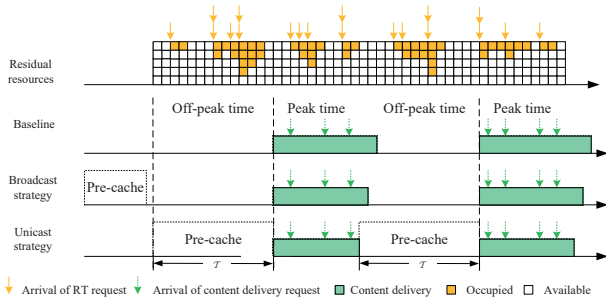 Residual
resources
Off-peak time Peak time Off-peak time Peak time
Baseline
Broadcast
strategy
Pre-cache
Unicast
strategy
Pre-cache Pre-cache
τ τ
Arrival of RT request Arrival of content delivery request Content delivery Occupied Available